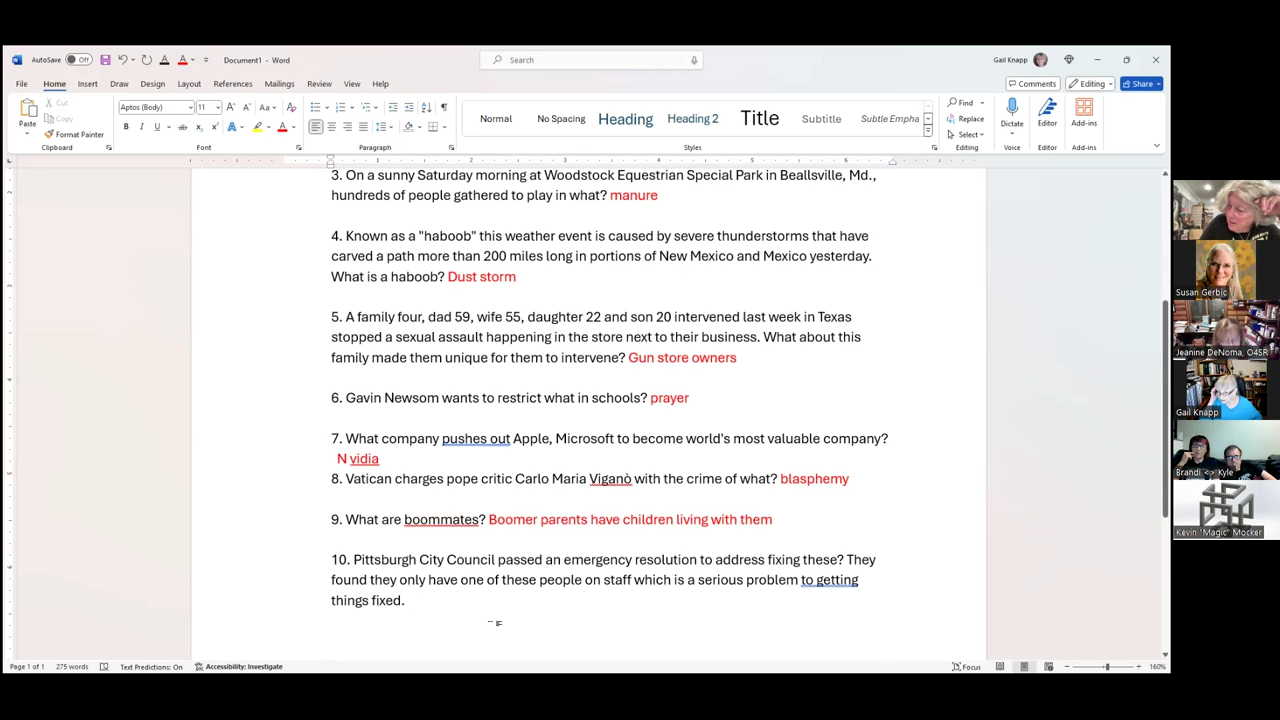 AutoSave Off Document1 - Word Search Gail Knapp
File Home Insert Draw Design Layout References Mailings Review View Help Comments Editing Share
Paste Cut Copy Format Painter Clipboard
Aptos (Body) 11 Font
Paragraph
Normal No Spacing Heading Heading 2 Title Subtitle Subtle Empha Styles
Find Replace Select Editing
Dictate Voice
Editor Editor
Add-ins Add-ins
3. On a sunny Saturday morning at Woodstock Equestrian Special Park in Beallsville, Md.,
hundreds of people gathered to play in what? manure
4. Known as a "haboob" this weather event is caused by severe thunderstorms that have
carved a path more than 200 miles long in portions of New Mexico and Mexico yesterday.
What is a haboob? Dust storm
5. A family four, dad 59, wife 55, daughter 22 and son 20 intervened last week in Texas
stopped a sexual assault happening in the store next to their business. What about this
family made them unique for them to intervene? Gun store owners
6. Gavin Newsom wants to restrict what in schools? prayer
7. What company pushes out Apple, Microsoft to become world's most valuable company?
N vidia
8. Vatican charges pope critic Carlo Maria Viganò with the crime of what? blasphemy
9. What are boommates? Boomer parents have children living with them
10. Pittsburgh City Council passed an emergency resolution to address fixing these? They
found they only have one of these people on staff which is a serious problem to getting
things fixed.
Page 1 of 1 275 words Text Predictions: On Accessibility: Investigate Focus 160%
Susan Gerbic
Jeanine DeNoma, O4SR
Gail Knapp
Brandi <> Kyle
Kevin "Magic" Mocker